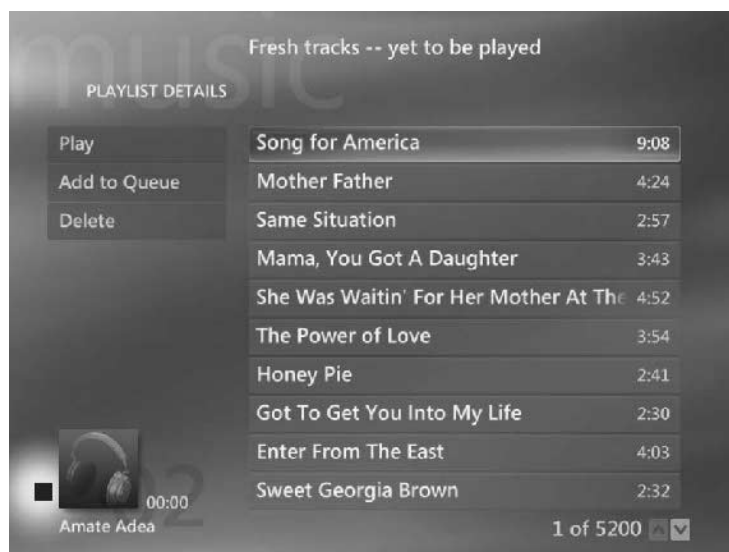 music
Fresh tracks -- yet to be played
PLAYLIST DETAILS
Play
Add to Queue
Delete
Song for America 9:08
Mother Father 4:24
Same Situation 2:57
Mama, You Got A Daughter 3:43
She Was Waitin' For Her Mother At The 4:52
The Power of Love 3:54
Honey Pie 2:41
Got To Get You Into My Life 2:30
Enter From The East 4:03
Sweet Georgia Brown 2:32
00:00
Amate Adea
1 of 5200